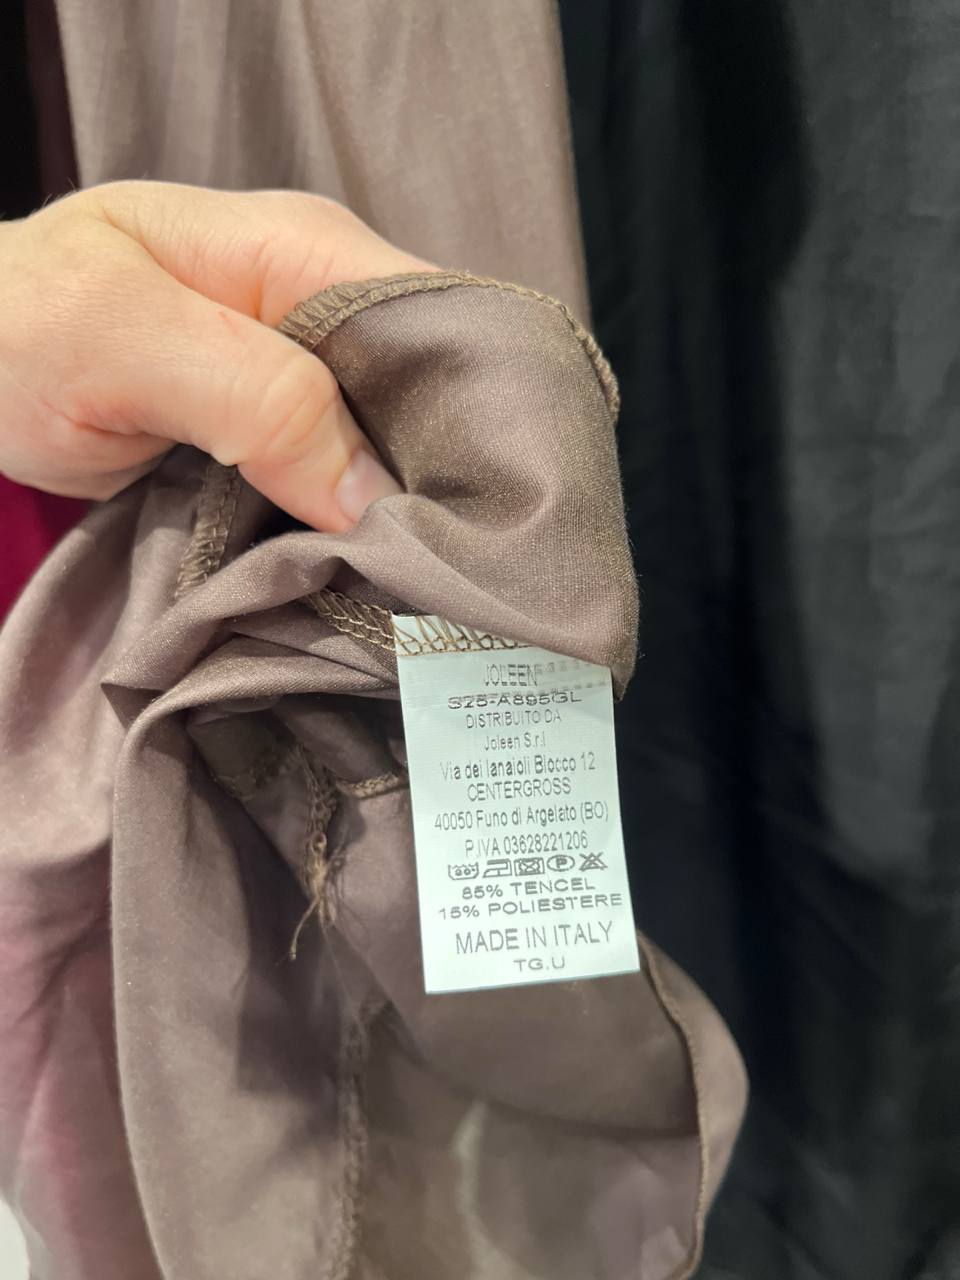 JOLEEN
S25-A895GL
DISTRIBUITO DA
Joleen S.r.l
Via dei lanaioli Blocco 12
CENTERGROSS
40050 Funo di Argelato (BO)
P.IVA 03628221206
85% TENCEL
15% POLIESTERE
MADE IN ITALY
TG.U